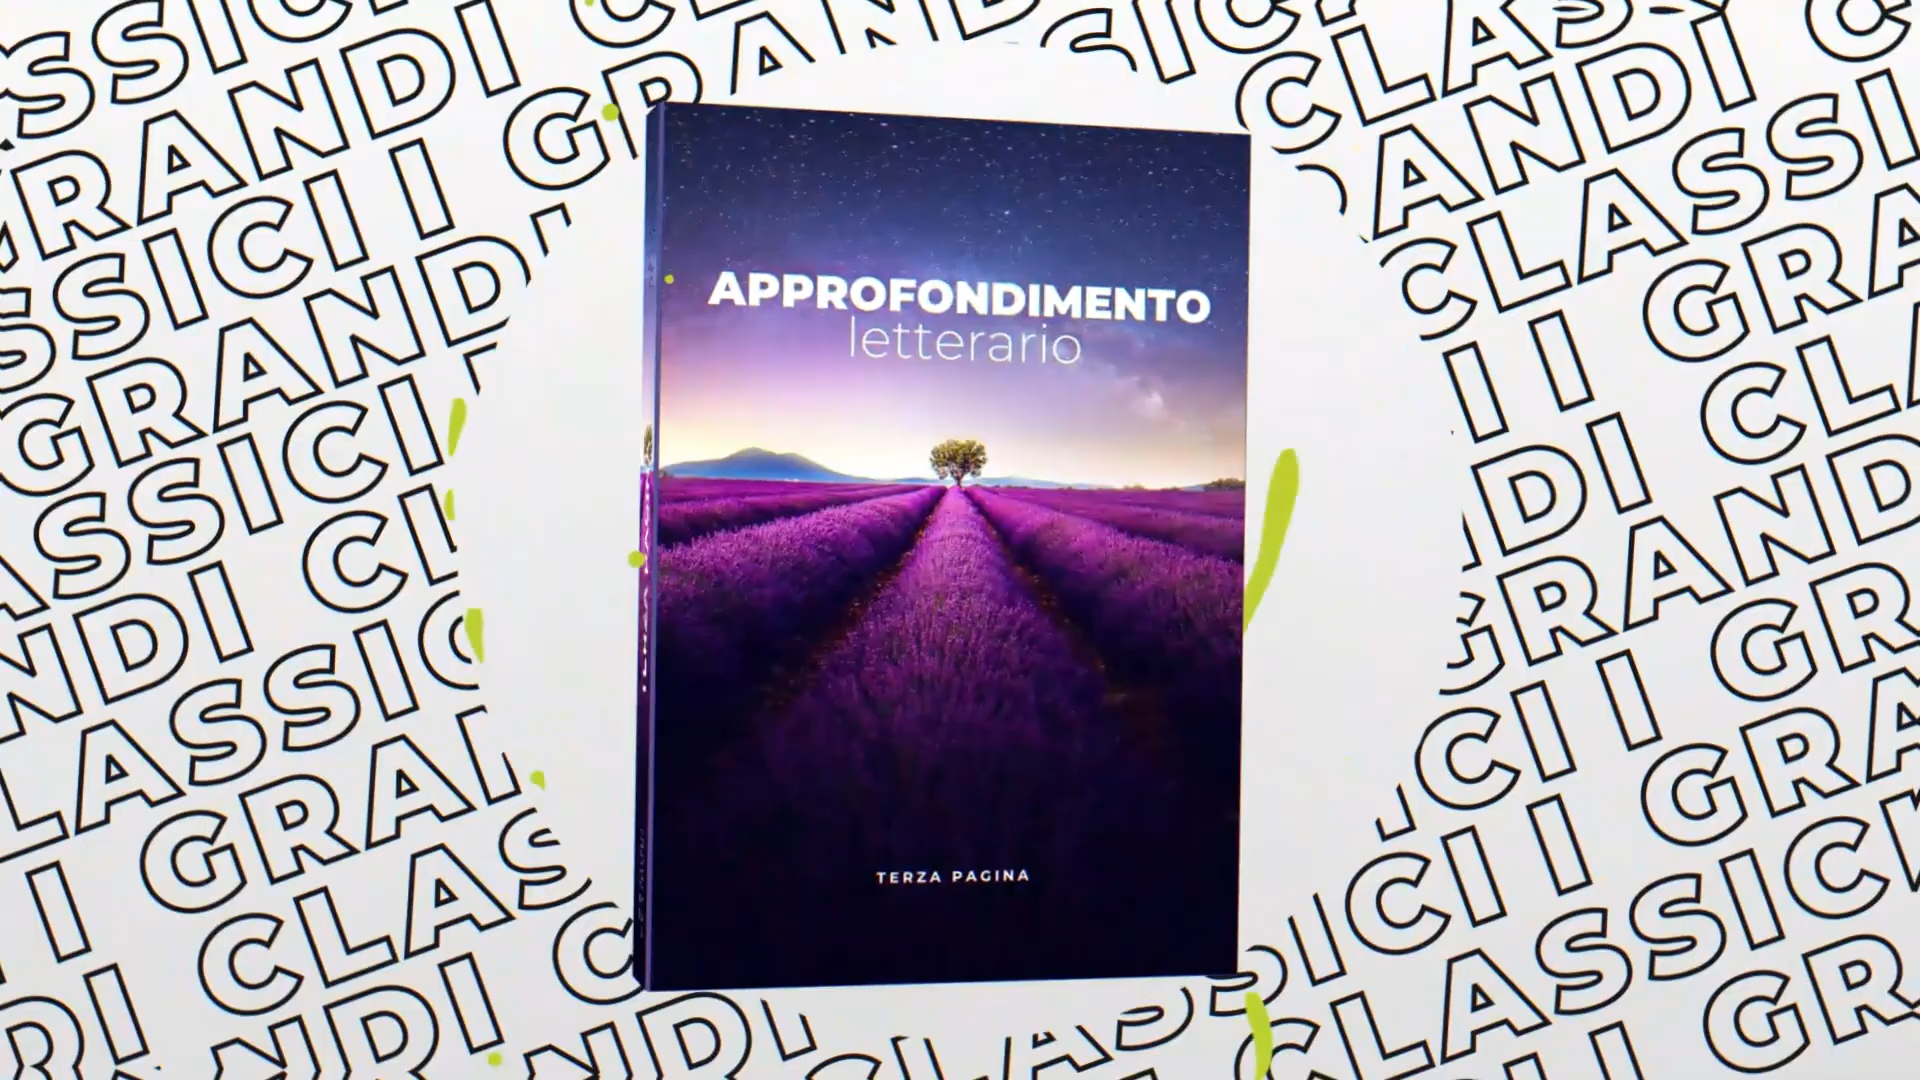 I GRANDI CLASSICI
APPROFONDIMENTO
letterario
TERZA PAGINA